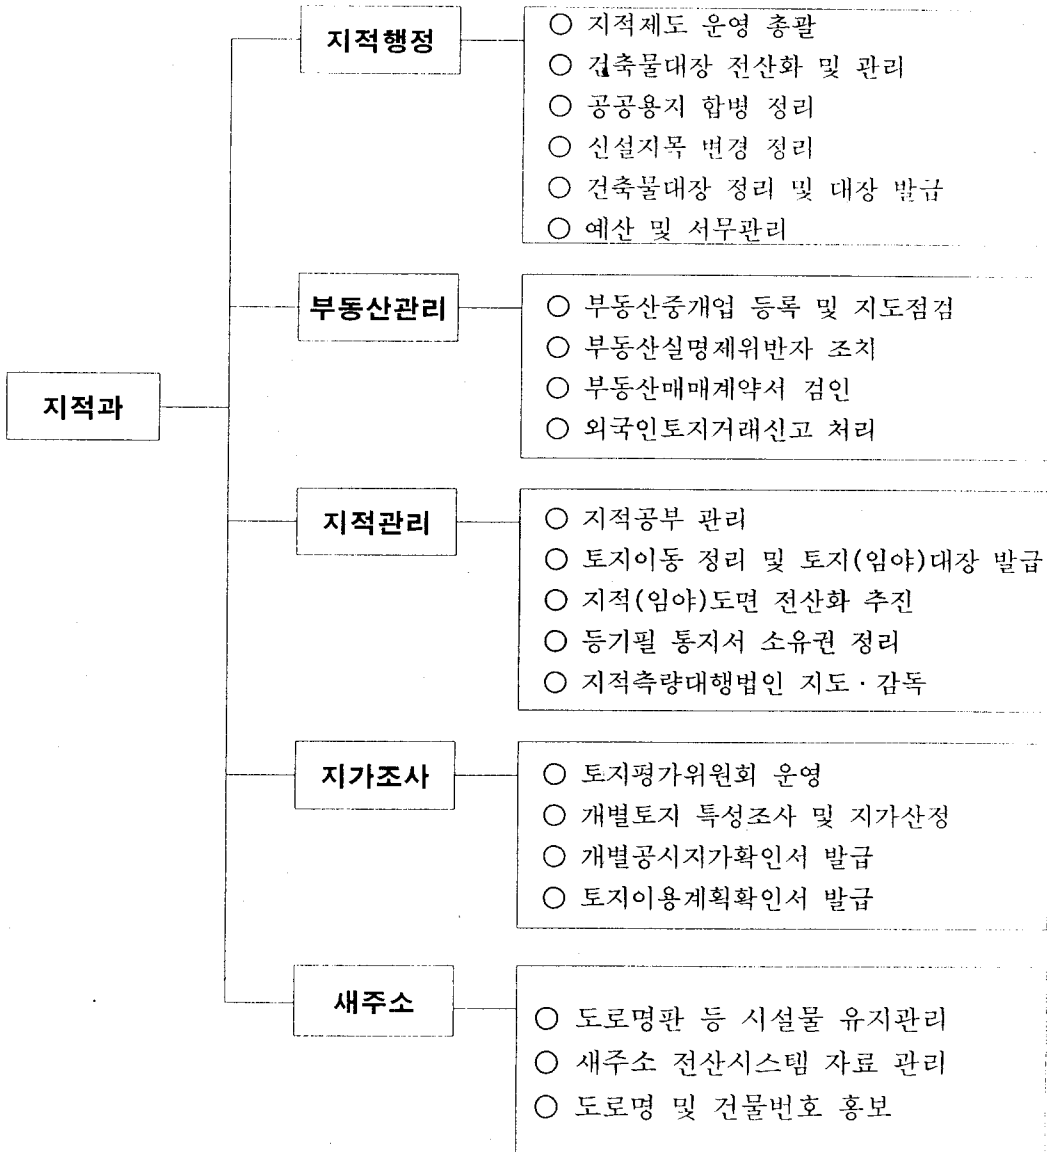 지적과
지적행정
○ 지적제도 운영 총괄
○ 건축물대장 전산화 및 관리
○ 공공용지 합병 정리
○ 신설지목 변경 정리
○ 건축물대장 정리 및 대장 발급
○ 예산 및 서무관리
부동산관리
○ 부동산중개업 등록 및 지도점검
○ 부동산실명제위반자 조치
○ 부동산매매계약서 검인
○ 외국인토지거래신고 처리
지적관리
○ 지적공부 관리
○ 토지이동 정리 및 토지(임야)대장 발급
○ 지적(임야)도면 전산화 추진
○ 등기필 통지서 소유권 정리
○ 지적측량대행법인 지도·감독
지가조사
○ 토지평가위원회 운영
○ 개별토지 특성조사 및 지가산정
○ 개별공시지가확인서 발급
○ 토지이용계획확인서 발급
새주소
○ 도로명판 등 시설물 유지관리
○ 새주소 전산시스템 자료 관리
○ 도로명 및 건물번호 홍보